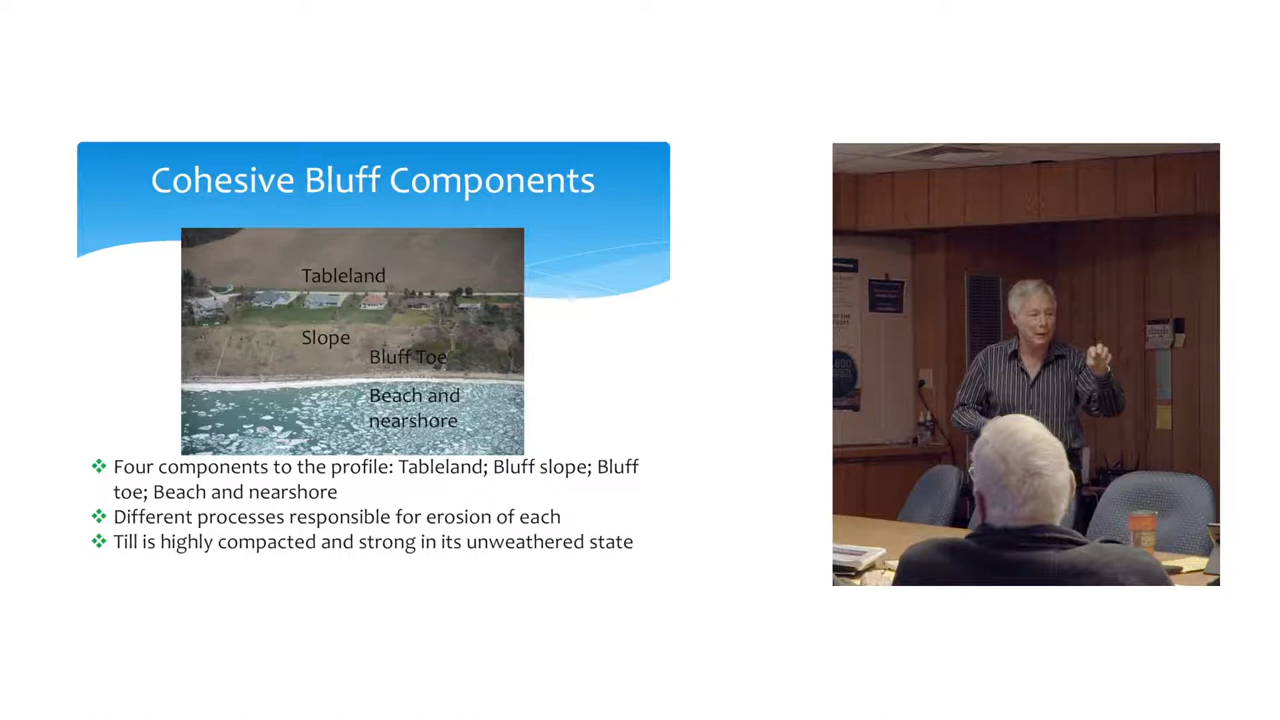 Cohesive Bluff Components
Tableland
Slope
Bluff Toe
Beach and
nearshore
Four components to the profile: Tableland; Bluff slope; Bluff
toe; Beach and nearshore
Different processes responsible for erosion of each
Till is highly compacted and strong in its unweathered state